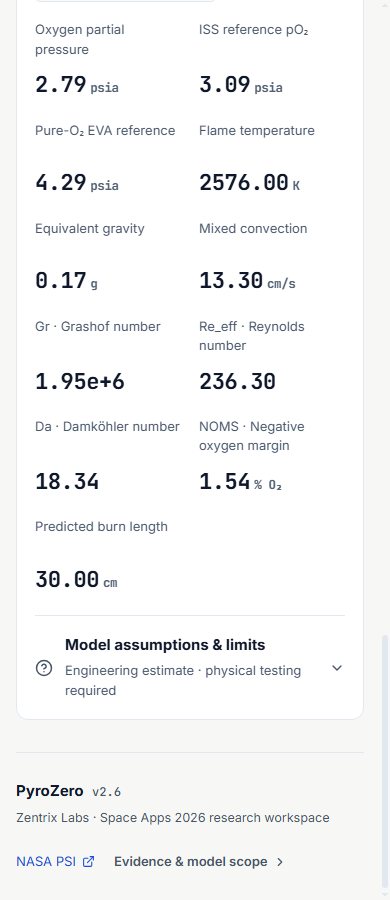 Oxygen partial pressure
ISS reference pO₂
2.79 psia
3.09 psia
Pure-O₂ EVA reference
Flame temperature
4.29 psia
2576.00 K
Equivalent gravity
Mixed convection
0.17 g
13.30 cm/s
Gr · Grashof number
Re_eff · Reynolds number
1.95e+6
236.30
Da · Damköhler number
NOMS · Negative oxygen margin
18.34
1.54 % O₂
Predicted burn length
30.00 cm
Model assumptions & limits
Engineering estimate · physical testing
required
PyroZero v2.6
Zentrix Labs · Space Apps 2026 research workspace
NASA PSI
Evidence & model scope